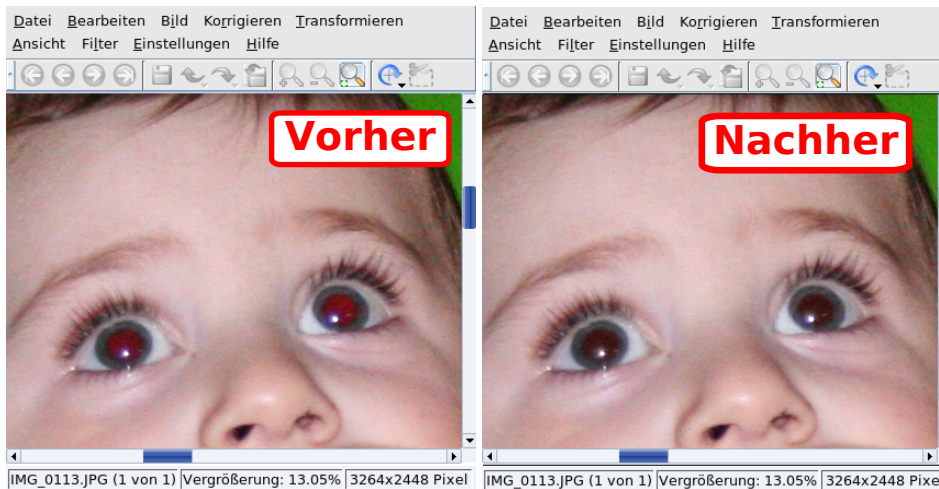 Datei Bearbeiten Bild Korrigieren Transformieren
Ansicht Filter Einstellungen Hilfe
Vorher
IMG_0113.JPG (1 von 1) Vergrößerung: 13.05% 3264x2448 Pixel
Datei Bearbeiten Bild Korrigieren Transformieren
Ansicht Filter Einstellungen Hilfe
Nachher
IMG_0113.JPG (1 von 1) Vergrößerung: 13.05% 3264x2448 Pixe